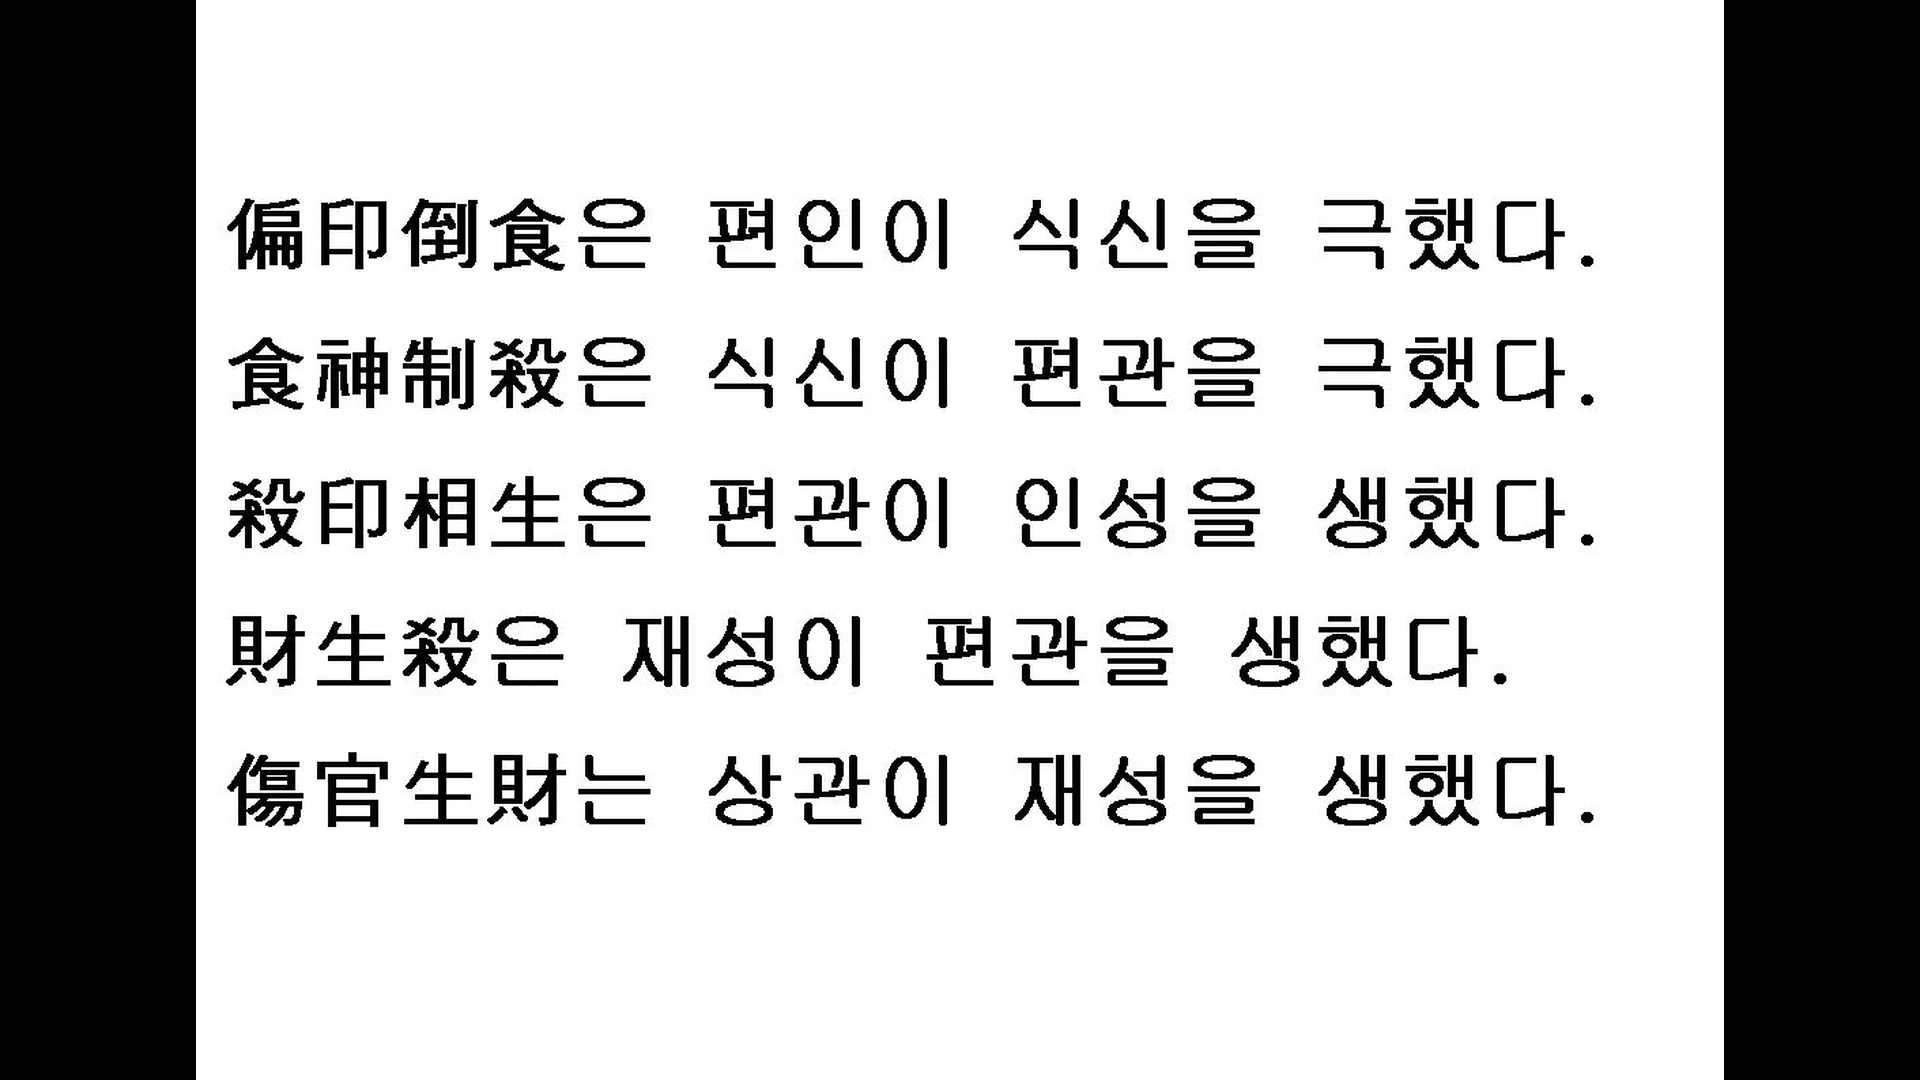 偏印倒食은 편인이 식신을 극했다.
食神制殺은 식신이 편관을 극했다.
殺印相生은 편관이 인성을 생했다.
財生殺은 재성이 편관을 생했다.
傷官生財는 상관이 재성을 생했다.